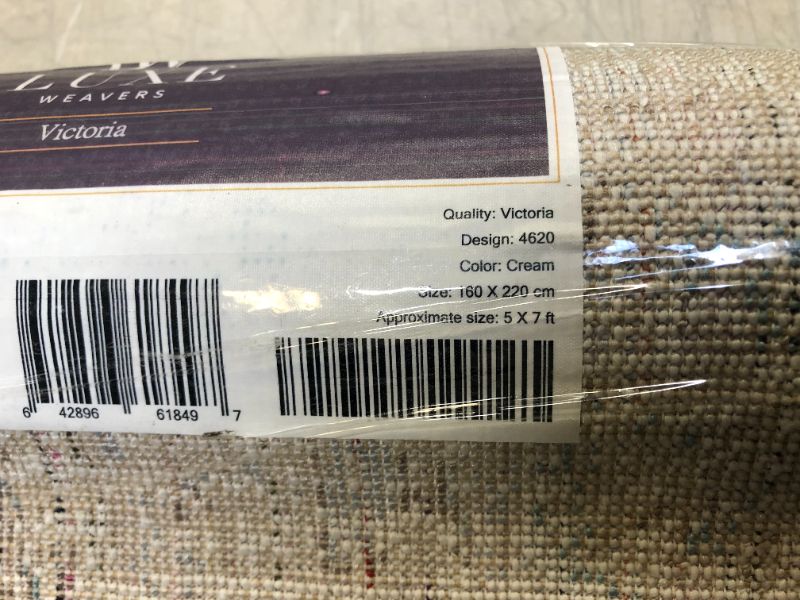 LUXE
WEAVERS
Victoria
Quality: Victoria
Design: 4620
Color: Cream
Size: 160 X 220 cm
Approximate size: 5 X 7 ft
6 42896 61849 7